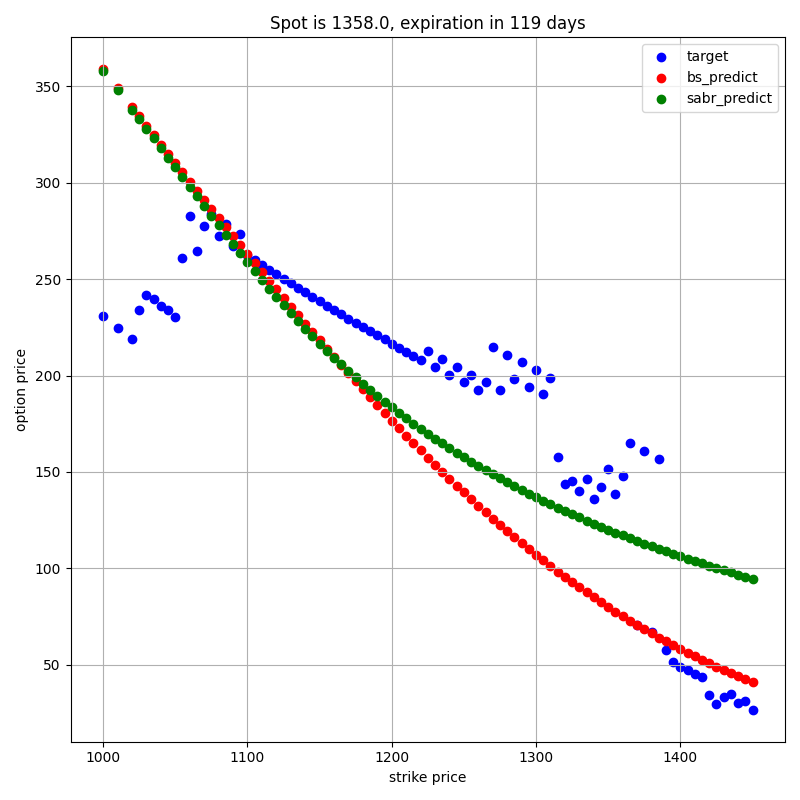 Spot is 1358.0, expiration in 119 days
target
bs_predict
sabr_predict
option price
350
300
250
200
150
100
50
1000 1100 1200 1300 1400
strike price